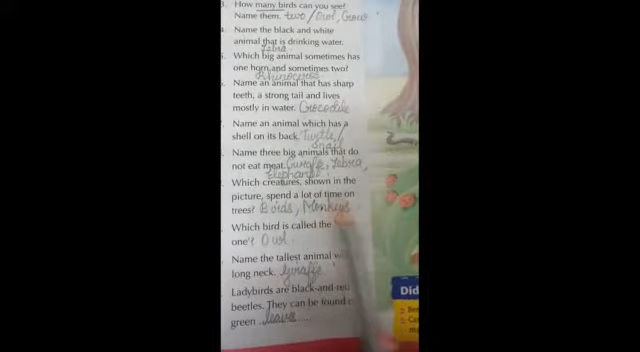 3. How many birds can you see?
Name them. two / Owl, Crow
Name the black and white
animal that is drinking water.
Zebra
Which big animal sometimes has
one horn and sometimes two?
Rhinoceros
Name an animal that has sharp
teeth, a strong tail and lives
mostly in water. Crocodile
Name an animal which has a
shell on its back. Turtle/
Snail
Name three big animals that do
not eat meat. Giraffe, Zebra,
Elephant
Which creatures, shown in the
picture, spend a lot of time on
trees? Birds, Monkeys
Which bird is called the
one? Owl
Name the tallest animal
long neck. Giraffe
Ladybirds are black-and-red
beetles. They can be found
green leave
Did